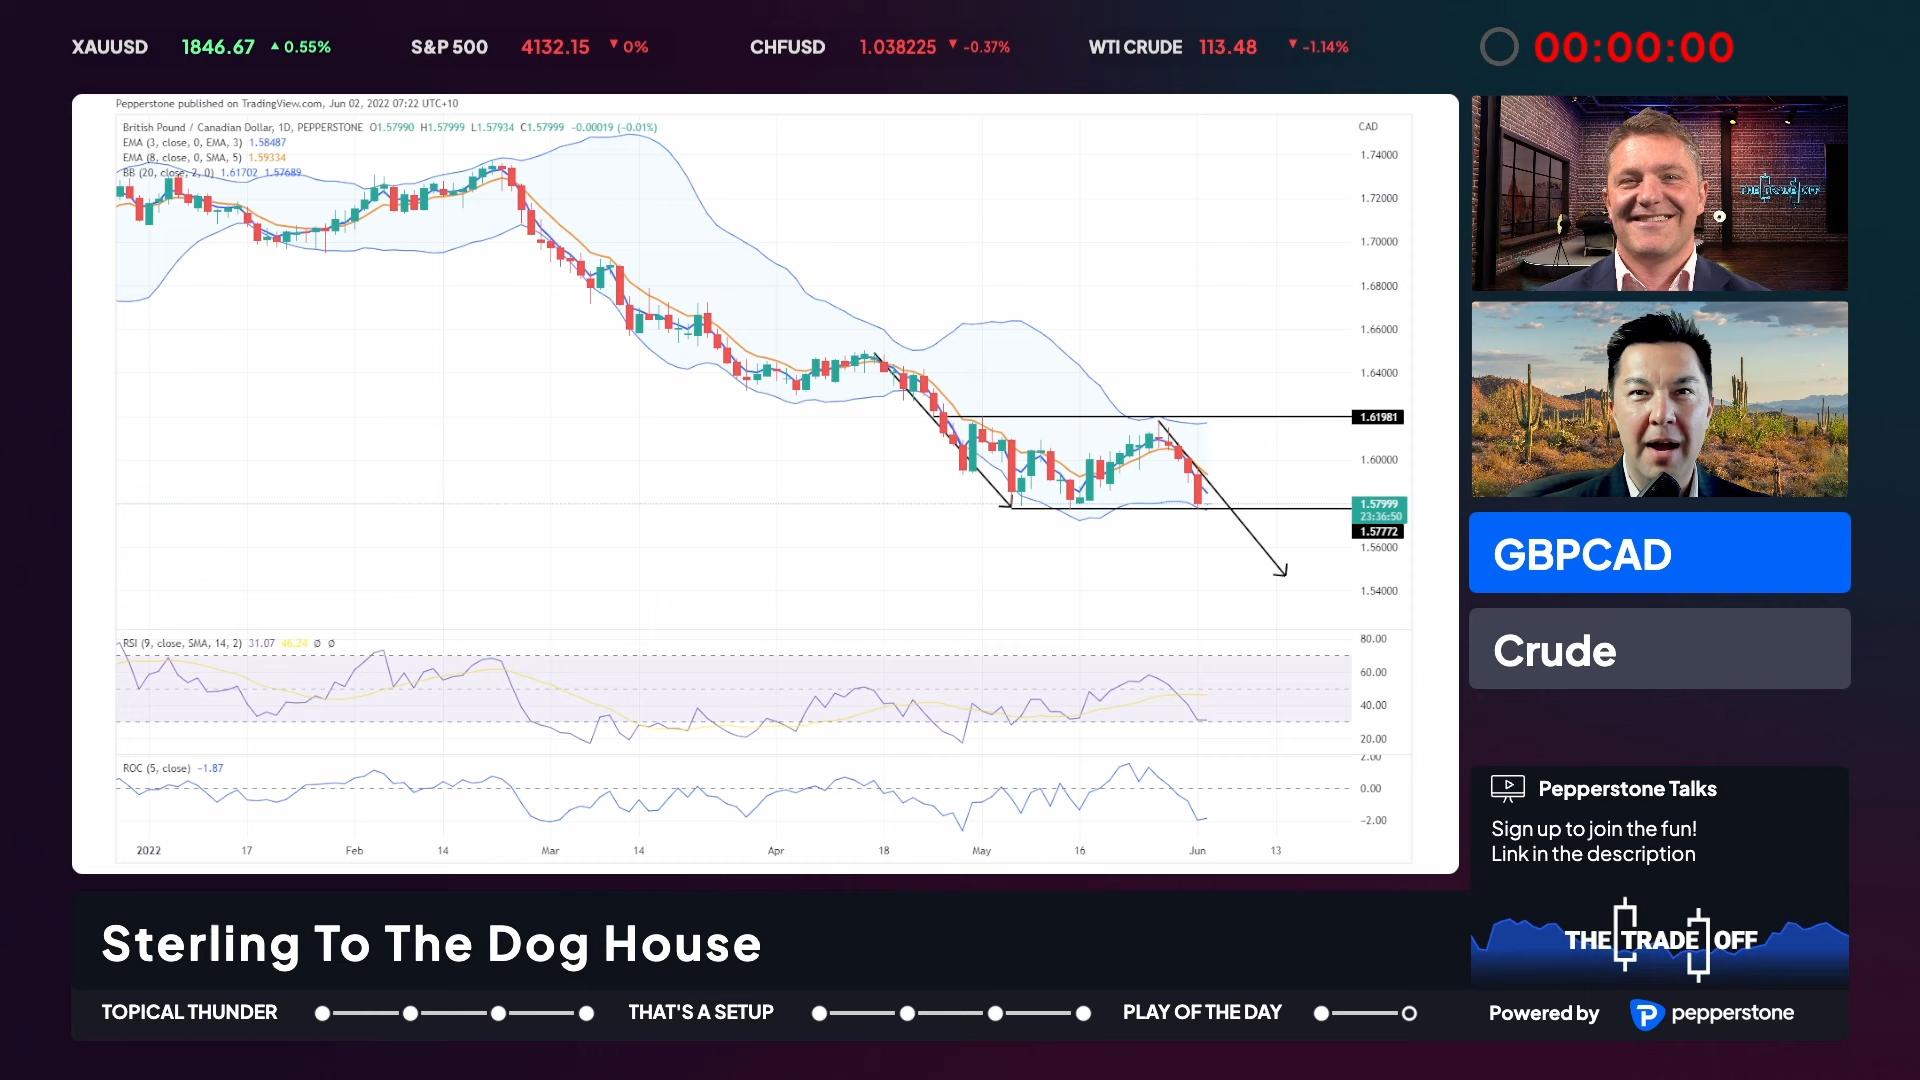 XAUUSD 1846.67 ▲ 0.55% S&P 500 4132.15 ▼ 0% CHFUSD 1.038225 ▼ -0.37% WTI CRUDE 113.48 ▼ -1.14% 00:00:00
Pepperstone published on TradingView.com, Jun 02, 2022 07:22 UTC+10
British Pound / Canadian Dollar, 1D, PEPPERSTONE O1.57990 H1.57999 L1.57934 C1.57999 -0.00019 (-0.01%)
EMA (3, close, 0, EMA, 3) 1.58487
EMA (8, close, 0, SMA, 5) 1.59334
BB (20, close, 2, 0) 1.61702 1.57689
CAD
1.74000
1.72000
1.70000
1.68000
1.66000
1.64000
1.61981
1.60000
1.57999
23:36:50
1.57772
1.56000
1.54000
RSI (9, close, SMA, 14, 2) 31.07 46.24 Ø Ø
80.00
60.00
40.00
20.00
ROC (5, close) -1.87
2.00
0.00
-2.00
2022 17 Feb 14 Mar 14 Apr 18 May 16 Jun 13
THE TRADE OFF
GBPCAD
Crude
Pepperstone Talks
Sign up to join the fun!
Link in the description
THE TRADE OFF
Sterling To The Dog House
TOPICAL THUNDER THAT'S A SETUP PLAY OF THE DAY
Powered by pepperstone